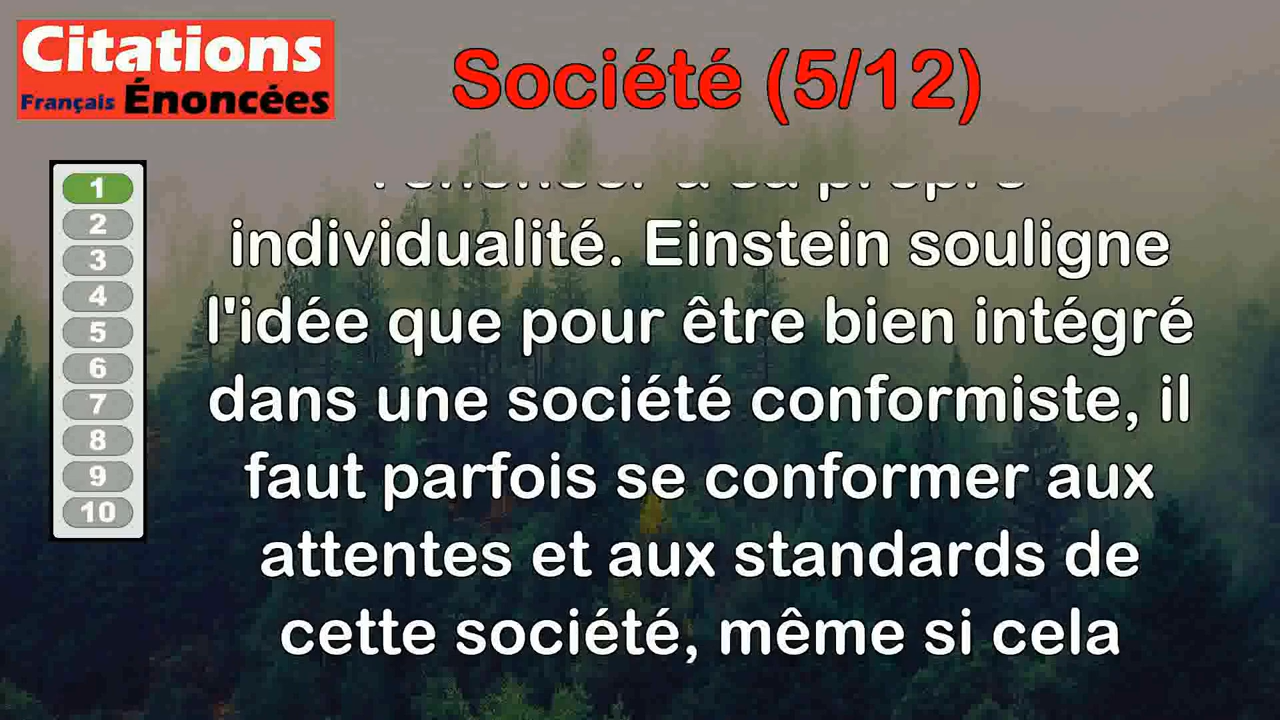 Citations
Français Énoncées
Société (5/12)
1
2
3
4
5
6
7
8
9
10
individualité. Einstein souligne
l'idée que pour être bien intégré
dans une société conformiste, il
faut parfois se conformer aux
attentes et aux standards de
cette société, même si cela